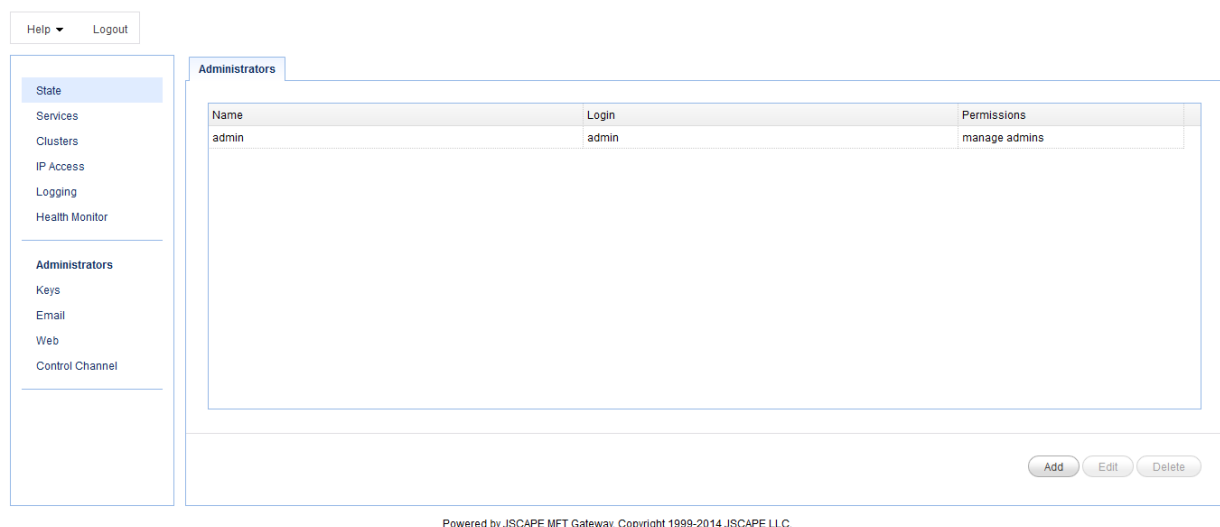 Help Logout
Administrators
State
Services
Clusters
IP Access
Logging
Health Monitor
Administrators
Keys
Email
Web
Control Channel
Name Login Permissions
admin admin manage admins
Add Edit Delete
Powered by JSCAPE MFT Gateway. Copyright 1999-2014 JSCAPE LLC.